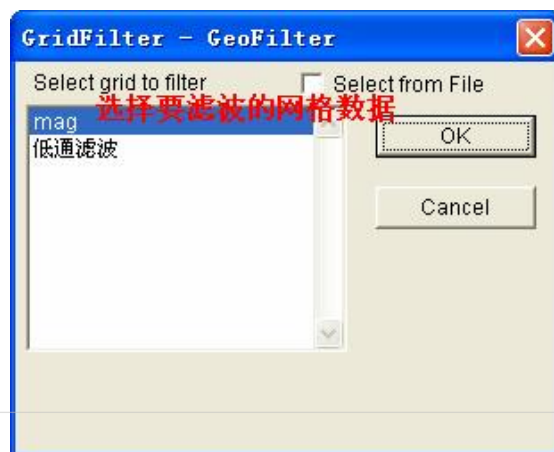 GridFilter - GeoFilter
Select grid to filter
Select from File
选择要滤波的网格数据
mag
低通滤波
OK
Cancel